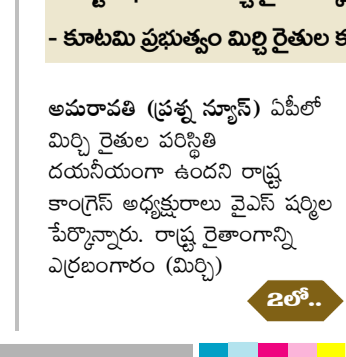 - కూటమి ప్రభుత్వం మిర్చి రైతుల
అమరావతి (ప్రశ్న న్యూస్) ఏపీలో
మిర్చి రైతుల పరిస్థితి
దయనీయంగా ఉందని రాష్ట్ర
కాంగ్రెస్ అధ్యక్షురాలు వైఎస్ షర్మిల
పేర్కొన్నారు. రాష్ట్ర రైతాంగాన్ని
ఎర్రబంగారం (మిర్చి)
2లో..